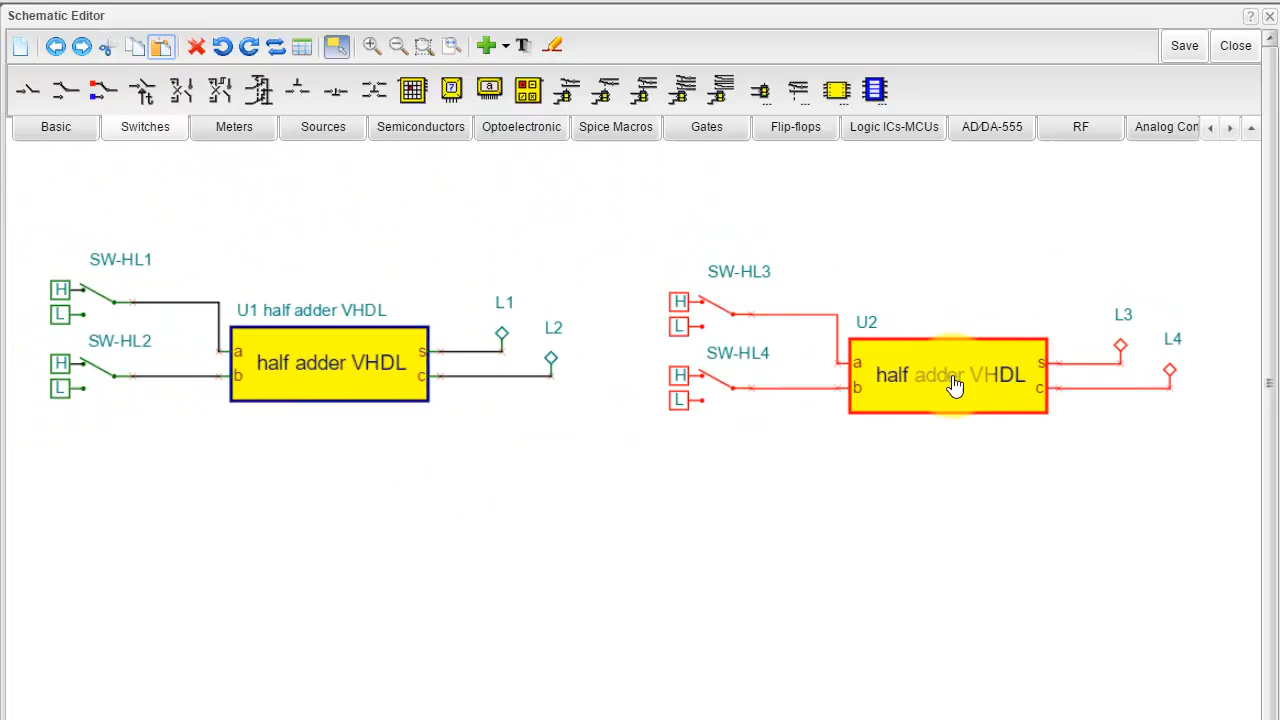 Schematic Editor
?
Save
Close
7
a
Basic
Switches
Meters
Sources
Semiconductors
Optoelectronic
Spice Macros
Gates
Flip-flops
Logic ICs-MCUs
AD/DA-555
RF
Analog Con
SW-HL1
H
L
SW-HL2
H
L
U1 half adder VHDL
a
b
half adder VHDL
s
c
L1
L2
SW-HL3
H
L
SW-HL4
H
L
U2
a
b
half adder VHDL
s
c
L3
L4